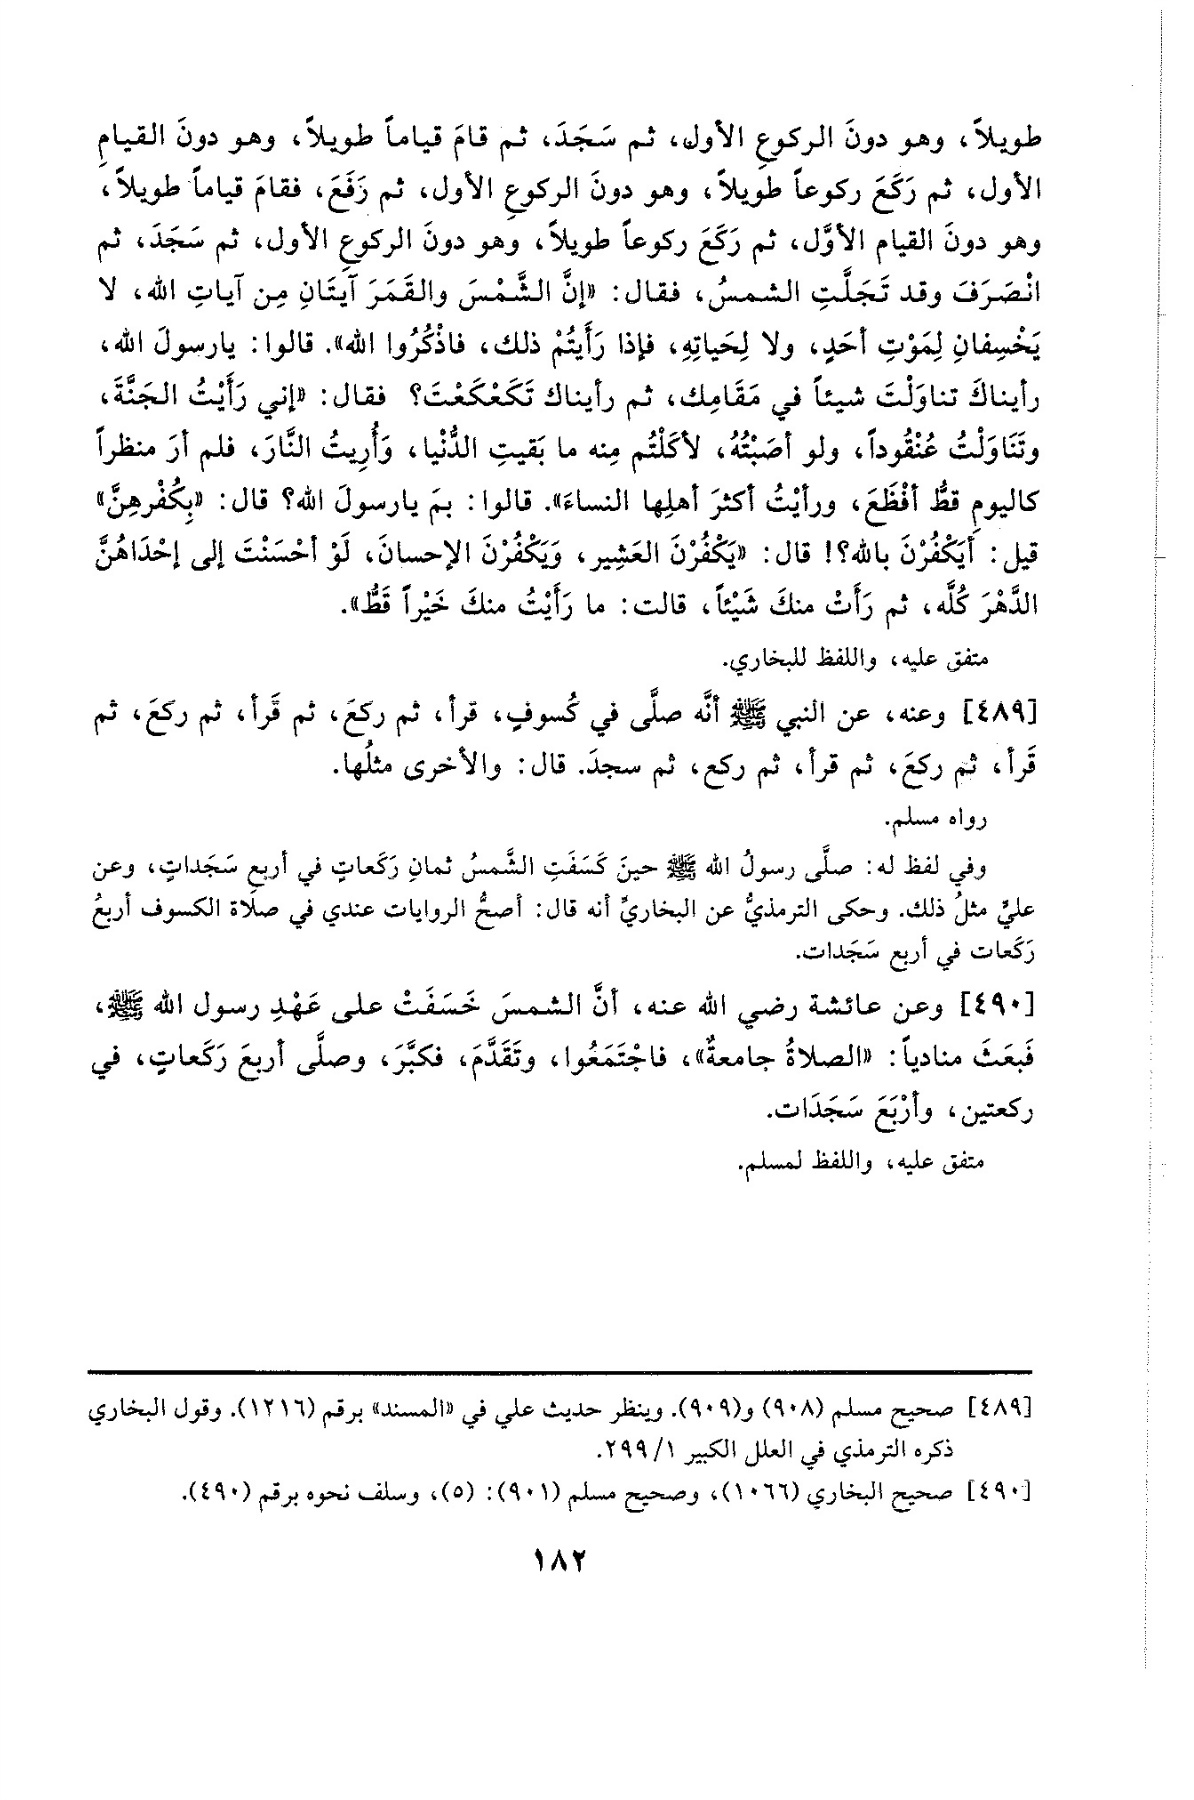 طويلاً، وهو دونَ الركوعِ الأول، ثم سَجَدَ، ثم قامَ قياماً طويلاً، وهو دونَ القيامِ
الأول، ثم رَكَعَ ركوعاً طويلاً، وهو دونَ الركوعِ الأول، ثم رَفَعَ، فقامَ قياماً طويلاً،
وهو دونَ القيام الأوَّل، ثم رَكَعَ ركوعاً طويلاً، وهو دونَ الركوعِ الأول، ثم سَجَدَ، ثم
انْصَرَفَ وقد تَجَلَّتِ الشمسُ، فقال: «إنَّ الشَّمْسَ والقَمَرَ آيتَانِ مِن آياتِ الله، لا
يَخْسِفانِ لِمَوْتِ أحَدٍ، ولا لِحَياتِهِ، فإذا رَأَيتُمْ ذلك، فاذْكُرُوا الله». قالوا: يارسولَ الله،
رأيناكَ تناوَلْتَ شيئاً في مَقَامِك، ثم رأيناك تَكَعْكَعْتَ؟ فقال: «إني رَأَيْتُ الجَنَّةَ،
وتَنَاوَلْتُ عُنْقُوداً، ولو أصَبْتُهُ، لأكَلْتُم مِنه ما بَقيتِ الدُّنْيا، وَأُرِيتُ النَّارَ، فلم أرَ منظراً
كاليومِ قطُّ أفْظَعَ، ورأيْتُ أكثرَ أهلِها النساءَ». قالوا: بمَ يارسولَ الله؟ قال: «بِكُفْرهِنَّ»
قيل: أَيَكْفُرْنَ بالله؟! قال: «يَكْفُرْنَ العَشِير، وَيَكْفُرْنَ الإحسانَ، لَوْ أحْسَنْتَ إلى إحْدَاهُنَّ
الدَّهْرَ كُلَّه، ثم رَأَتْ منكَ شَيْئاً، قالت: ما رَأَيْتُ منكَ خَيْراً قَطُّ».
متفق عليه، واللفظ للبخاري.
[٤٨٩] وعنه، عن النبي ﷺ أنَّه صلَّى في كُسوفٍ، قرأ، ثم ركعَ، ثم قَرأ، ثم ركعَ، ثم
قَرأ، ثم ركعَ، ثم قرأ، ثم ركع، ثم سجدَ. قال: والأخرى مثلُها.
رواه مسلم.
وفي لفظ له: صلَّى رسولُ الله ﷺ حينَ كَسَفَتِ الشَّمسُ ثمانِ رَكَعاتٍ في أربعِ سَجَداتٍ، وعن
عليٍّ مثلُ ذلك. وحكى الترمذيُّ عن البخاريِّ أنه قال: أصحُّ الروايات عندي في صلاة الكسوف أربعُ
رَكَعات في أربع سَجَدات.
[٤٩٠] وعن عائشة رضي الله عنه، أنَّ الشمسَ خَسَفَتْ على عَهْدِ رسول الله ﷺ،
فَبعَثَ منادياً: «الصلاةُ جامعةٌ»، فاجْتَمَعُوا، وتَقَدَّمَ، فكبَّرَ، وصلَّى أربعَ رَكَعاتٍ، في
ركعتين، وأرْبَعَ سَجَدَات.
متفق عليه، واللفظ لمسلم.
[٤٨٩] صحيح مسلم (٩٠٨) و(٩٠٩). وينظر حديث علي في «المسند» برقم (١٢١٦). وقول البخاري
ذكره الترمذي في العلل الكبير ١/ ٢٩٩.
[٤٩٠] صحيح البخاري (١٠٦٦)، وصحيح مسلم (٩٠١): (٥)، وسلف نحوه برقم (٤٩٠).
١٨٢